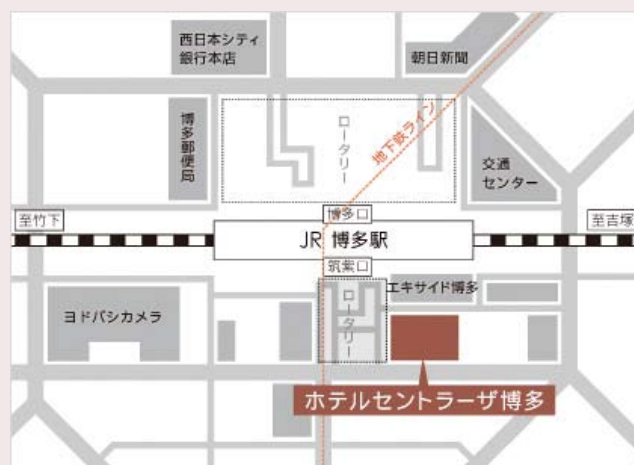 西日本シティ
銀行本店
朝日新聞
博多郵便局
ロータリー
地下鉄ライン
交通
センター
至竹下
博多口
至吉塚
JR 博多駅
筑紫口
エキサイド博多
ヨドバシカメラ
ロータリー
ホテルセントラーザ博多